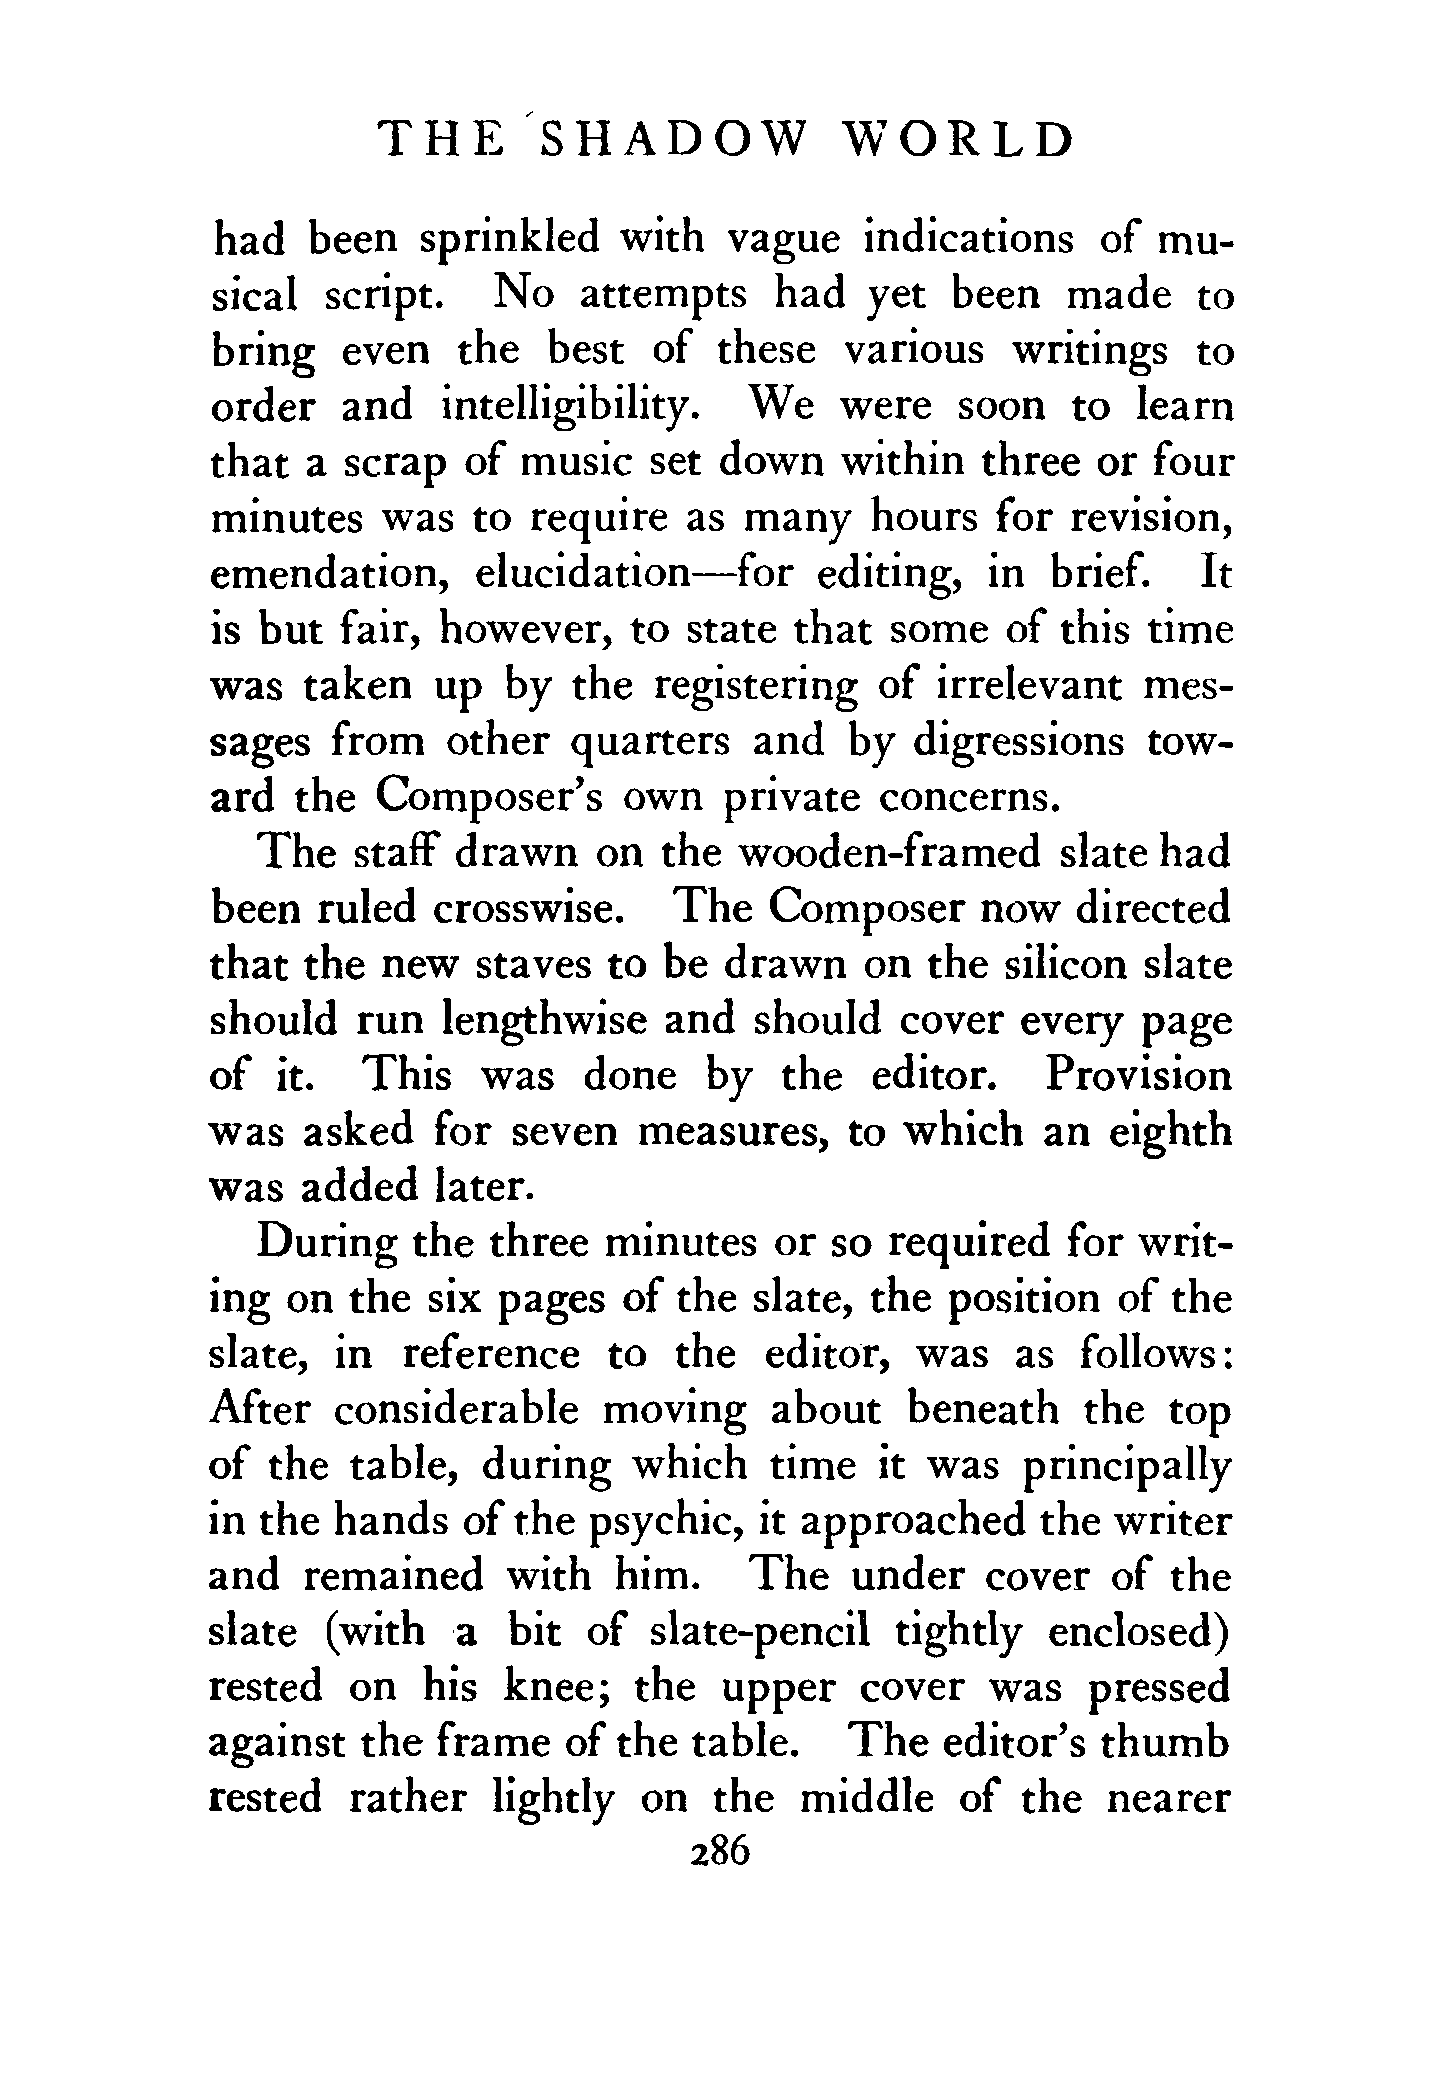 THE SHADOW WORLD
had been sprinkled with vague indications of mu-
sical script. No attempts had yet been made to
bring even the best of these various writings to
order and intelligibility. We were soon to learn
that a scrap of music set down within three or four
minutes was to require as many hours for revision,
emendation, elucidation—for editing, in brief. It
is but fair, however, to state that some of this time
was taken up by the registering of irrelevant mes-
sages from other quarters and by digressions tow-
ard the Composer's own private concerns.
The staff drawn on the wooden-framed slate had
been ruled crosswise. The Composer now directed
that the new staves to be drawn on the silicon slate
should run lengthwise and should cover every page
of it. This was done by the editor. Provision
was asked for seven measures, to which an eighth
was added later.
During the three minutes or so required for writ-
ing on the six pages of the slate, the position of the
slate, in reference to the editor, was as follows:
After considerable moving about beneath the top
of the table, during which time it was principally
in the hands of the psychic, it approached the writer
and remained with him. The under cover of the
slate (with a bit of slate-pencil tightly enclosed)
rested on his knee; the upper cover was pressed
against the frame of the table. The editor's thumb
rested rather lightly on the middle of the nearer
286